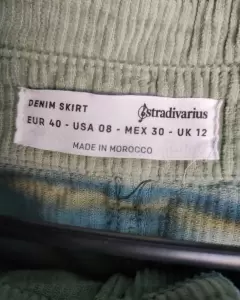 DENIM SKIRT stradivarius
EUR 40 - USA 08 - MEX 30 - UK 12
MADE IN MOROCCO